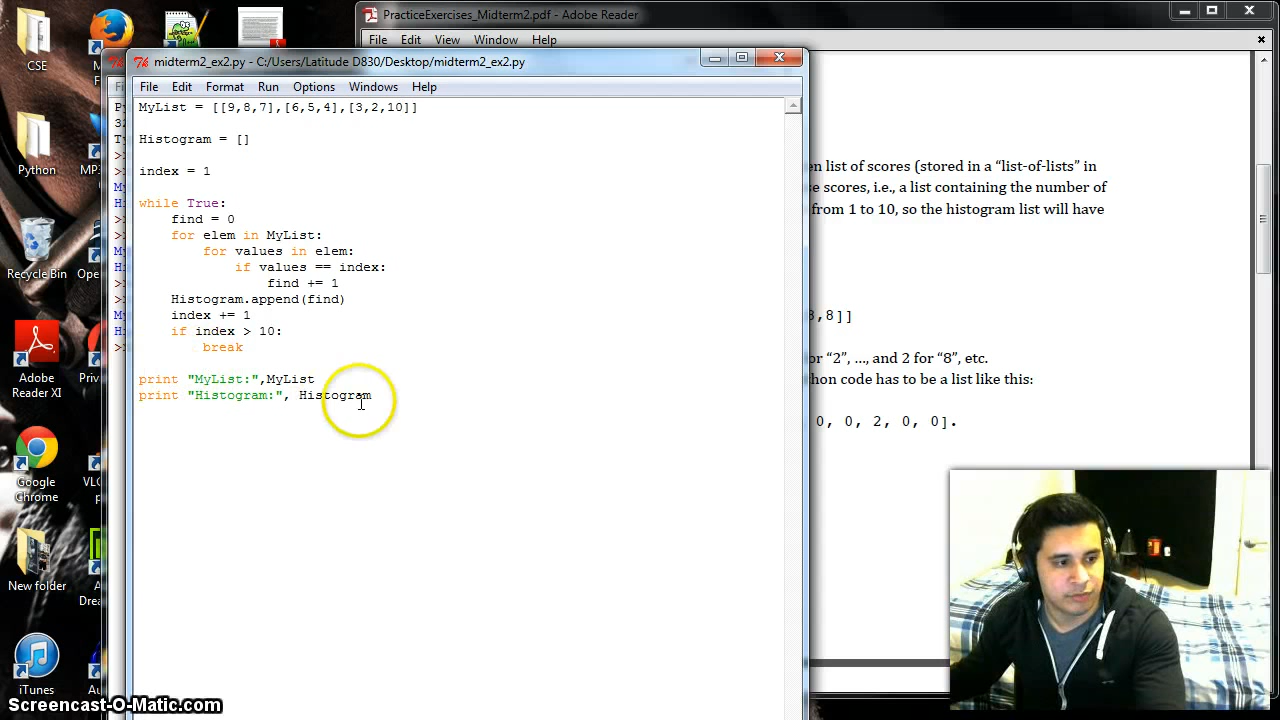 PracticeExercises_Midterm2.pdf - Adobe Reader
File Edit View Window Help
CSE
Python
Recycle Bin
Adobe
Reader XI
Google
Chrome
New folder
iTunes
midterm2_ex2.py - C:/Users/Latitude D830/Desktop/midterm2_ex2.py
File Edit Format Run Options Windows Help
MyList = [[9,8,7],[6,5,4],[3,2,10]]
Histogram = []
index = 1
while True:
find = 0
for elem in MyList:
for values in elem:
if values == index:
find += 1
Histogram.append(find)
index += 1
if index > 10:
break
print "MyList:",MyList
print "Histogram:", Histogram
en list of scores (stored in a “list-of-lists” in
se scores, i.e., a list containing the number of
from 1 to 10, so the histogram list will have
8,8]]
or “2”, …, and 2 for “8”, etc.
hon code has to be a list like this:
0, 0, 2, 0, 0].
Screencast-O-Matic.com